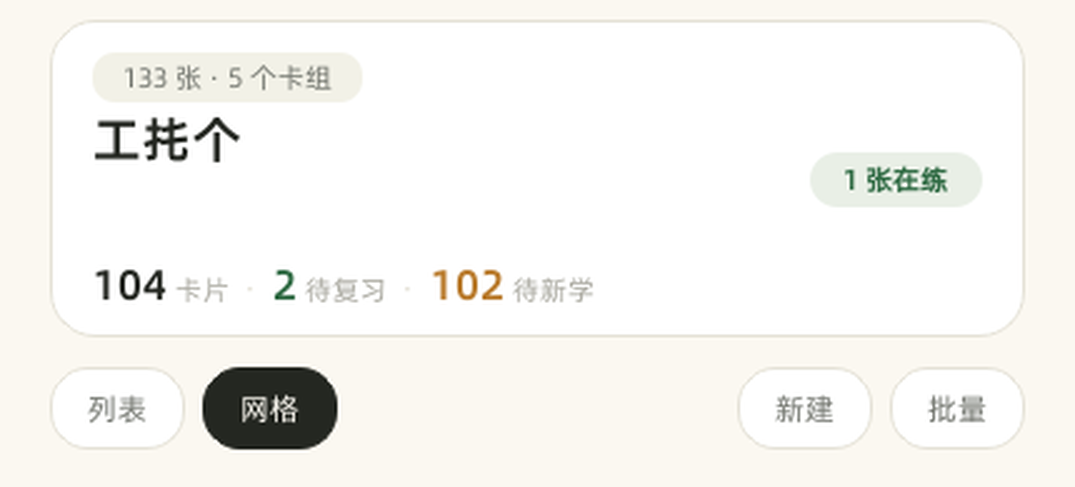 133 张 · 5 个卡组
工托个
1 张在练
104 卡片 · 2 待复习 · 102 待新学
列表 网格 新建 批量